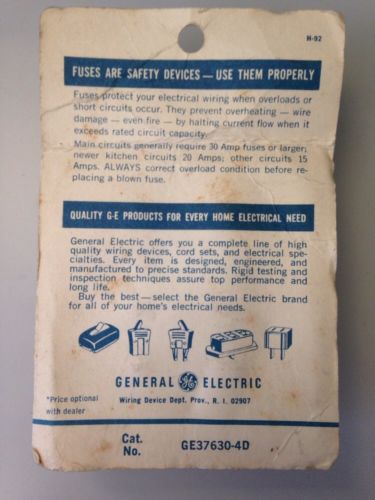 H-92
FUSES ARE SAFETY DEVICES — USE THEM PROPERLY
Fuses protect your electrical wiring when overloads or
short circuits occur. They prevent overheating — wire
damage — even fire — by halting current flow when it
exceeds rated circuit capacity.
Main circuits generally require 30 Amp fuses or larger;
newer kitchen circuits 20 Amps; other circuits 15
Amps. ALWAYS correct overload condition before re-
placing a blown fuse.
QUALITY G-E PRODUCTS FOR EVERY HOME ELECTRICAL NEED
General Electric offers you a complete line of high
quality wiring devices, cord sets, and electrical spe-
cialties. Every item is designed, engineered, and
manufactured to precise standards. Rigid testing and
inspection techniques assure top performance and
long life.
Buy the best — select the General Electric brand
for all of your home's electrical needs.
GENERAL GE ELECTRIC
Wiring Device Dept. Prov., R. I. 02907
*Price optional
with dealer
Cat.
No.
GE37630-4D